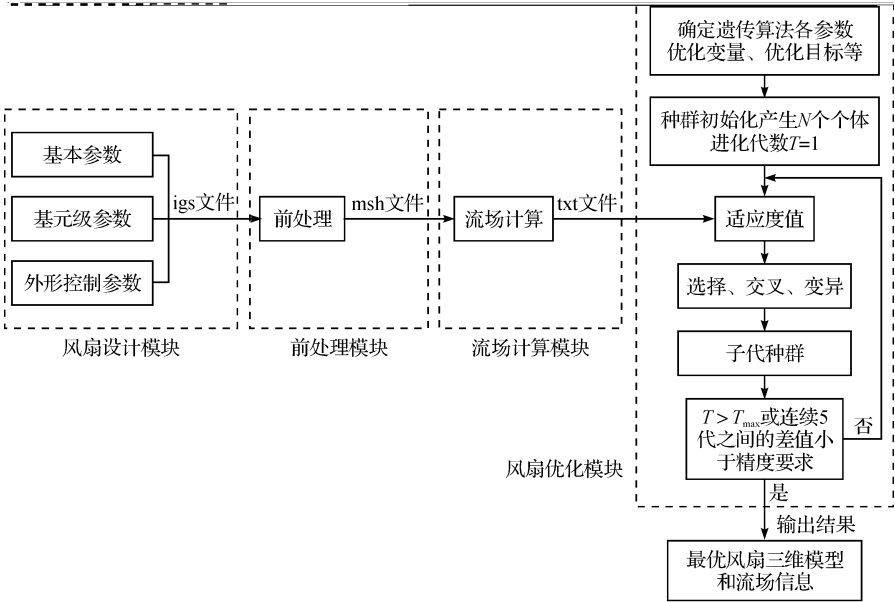 确定遗传算法各参数
优化变量、优化目标等
种群初始化产生N个个体
进化代数T=1
基本参数
基元级参数
外形控制参数
igs文件
前处理
msh文件
流场计算
txt文件
适应度值
选择、交叉、变异
子代种群
T > Tmax或连续5
代之间的差值小
于精度要求
否
是
风扇设计模块
前处理模块
流场计算模块
风扇优化模块
输出结果
最优风扇三维模型
和流场信息